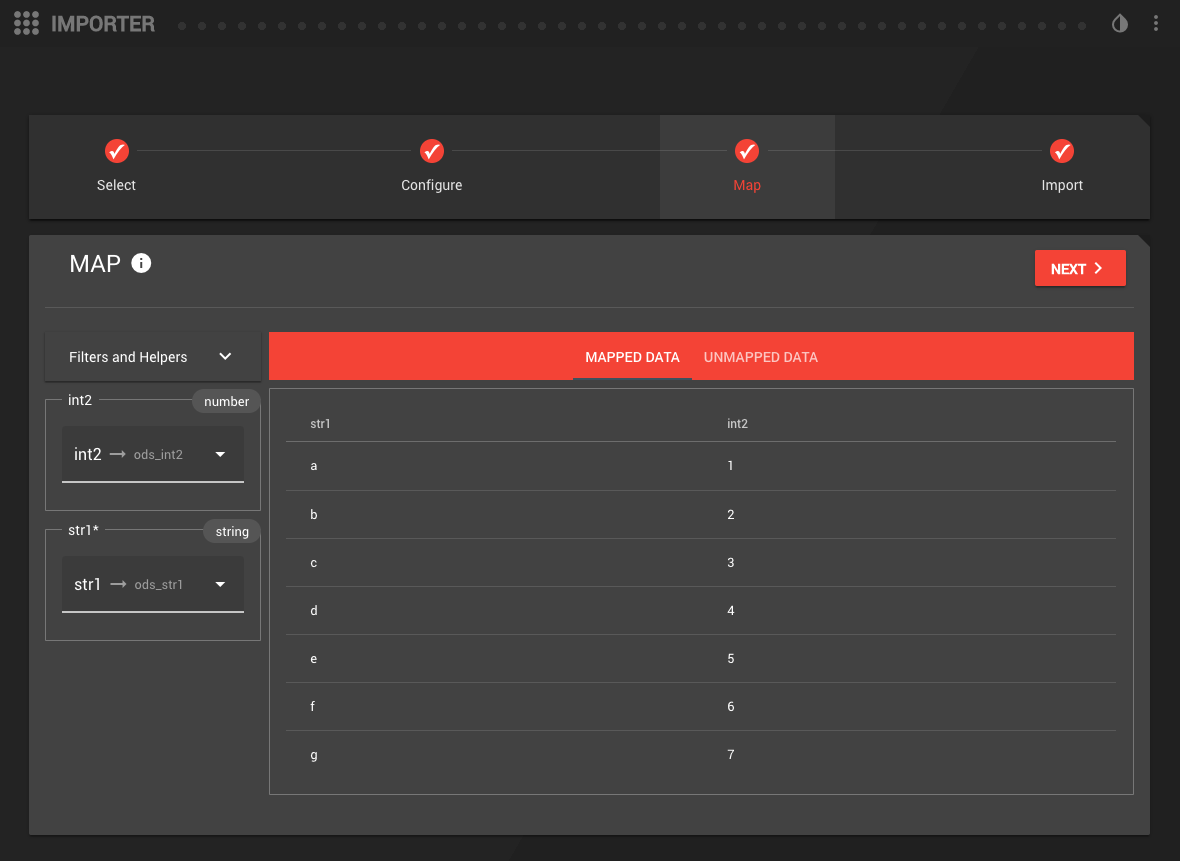 IMPORTER
Select
Configure
Map
Import
MAP
NEXT
Filters and Helpers
MAPPED DATA
UNMAPPED DATA
int2
number
int2 → ods_int2
str1*
string
str1 → ods_str1
str1 int2
a 1
b 2
c 3
d 4
e 5
f 6
g 7